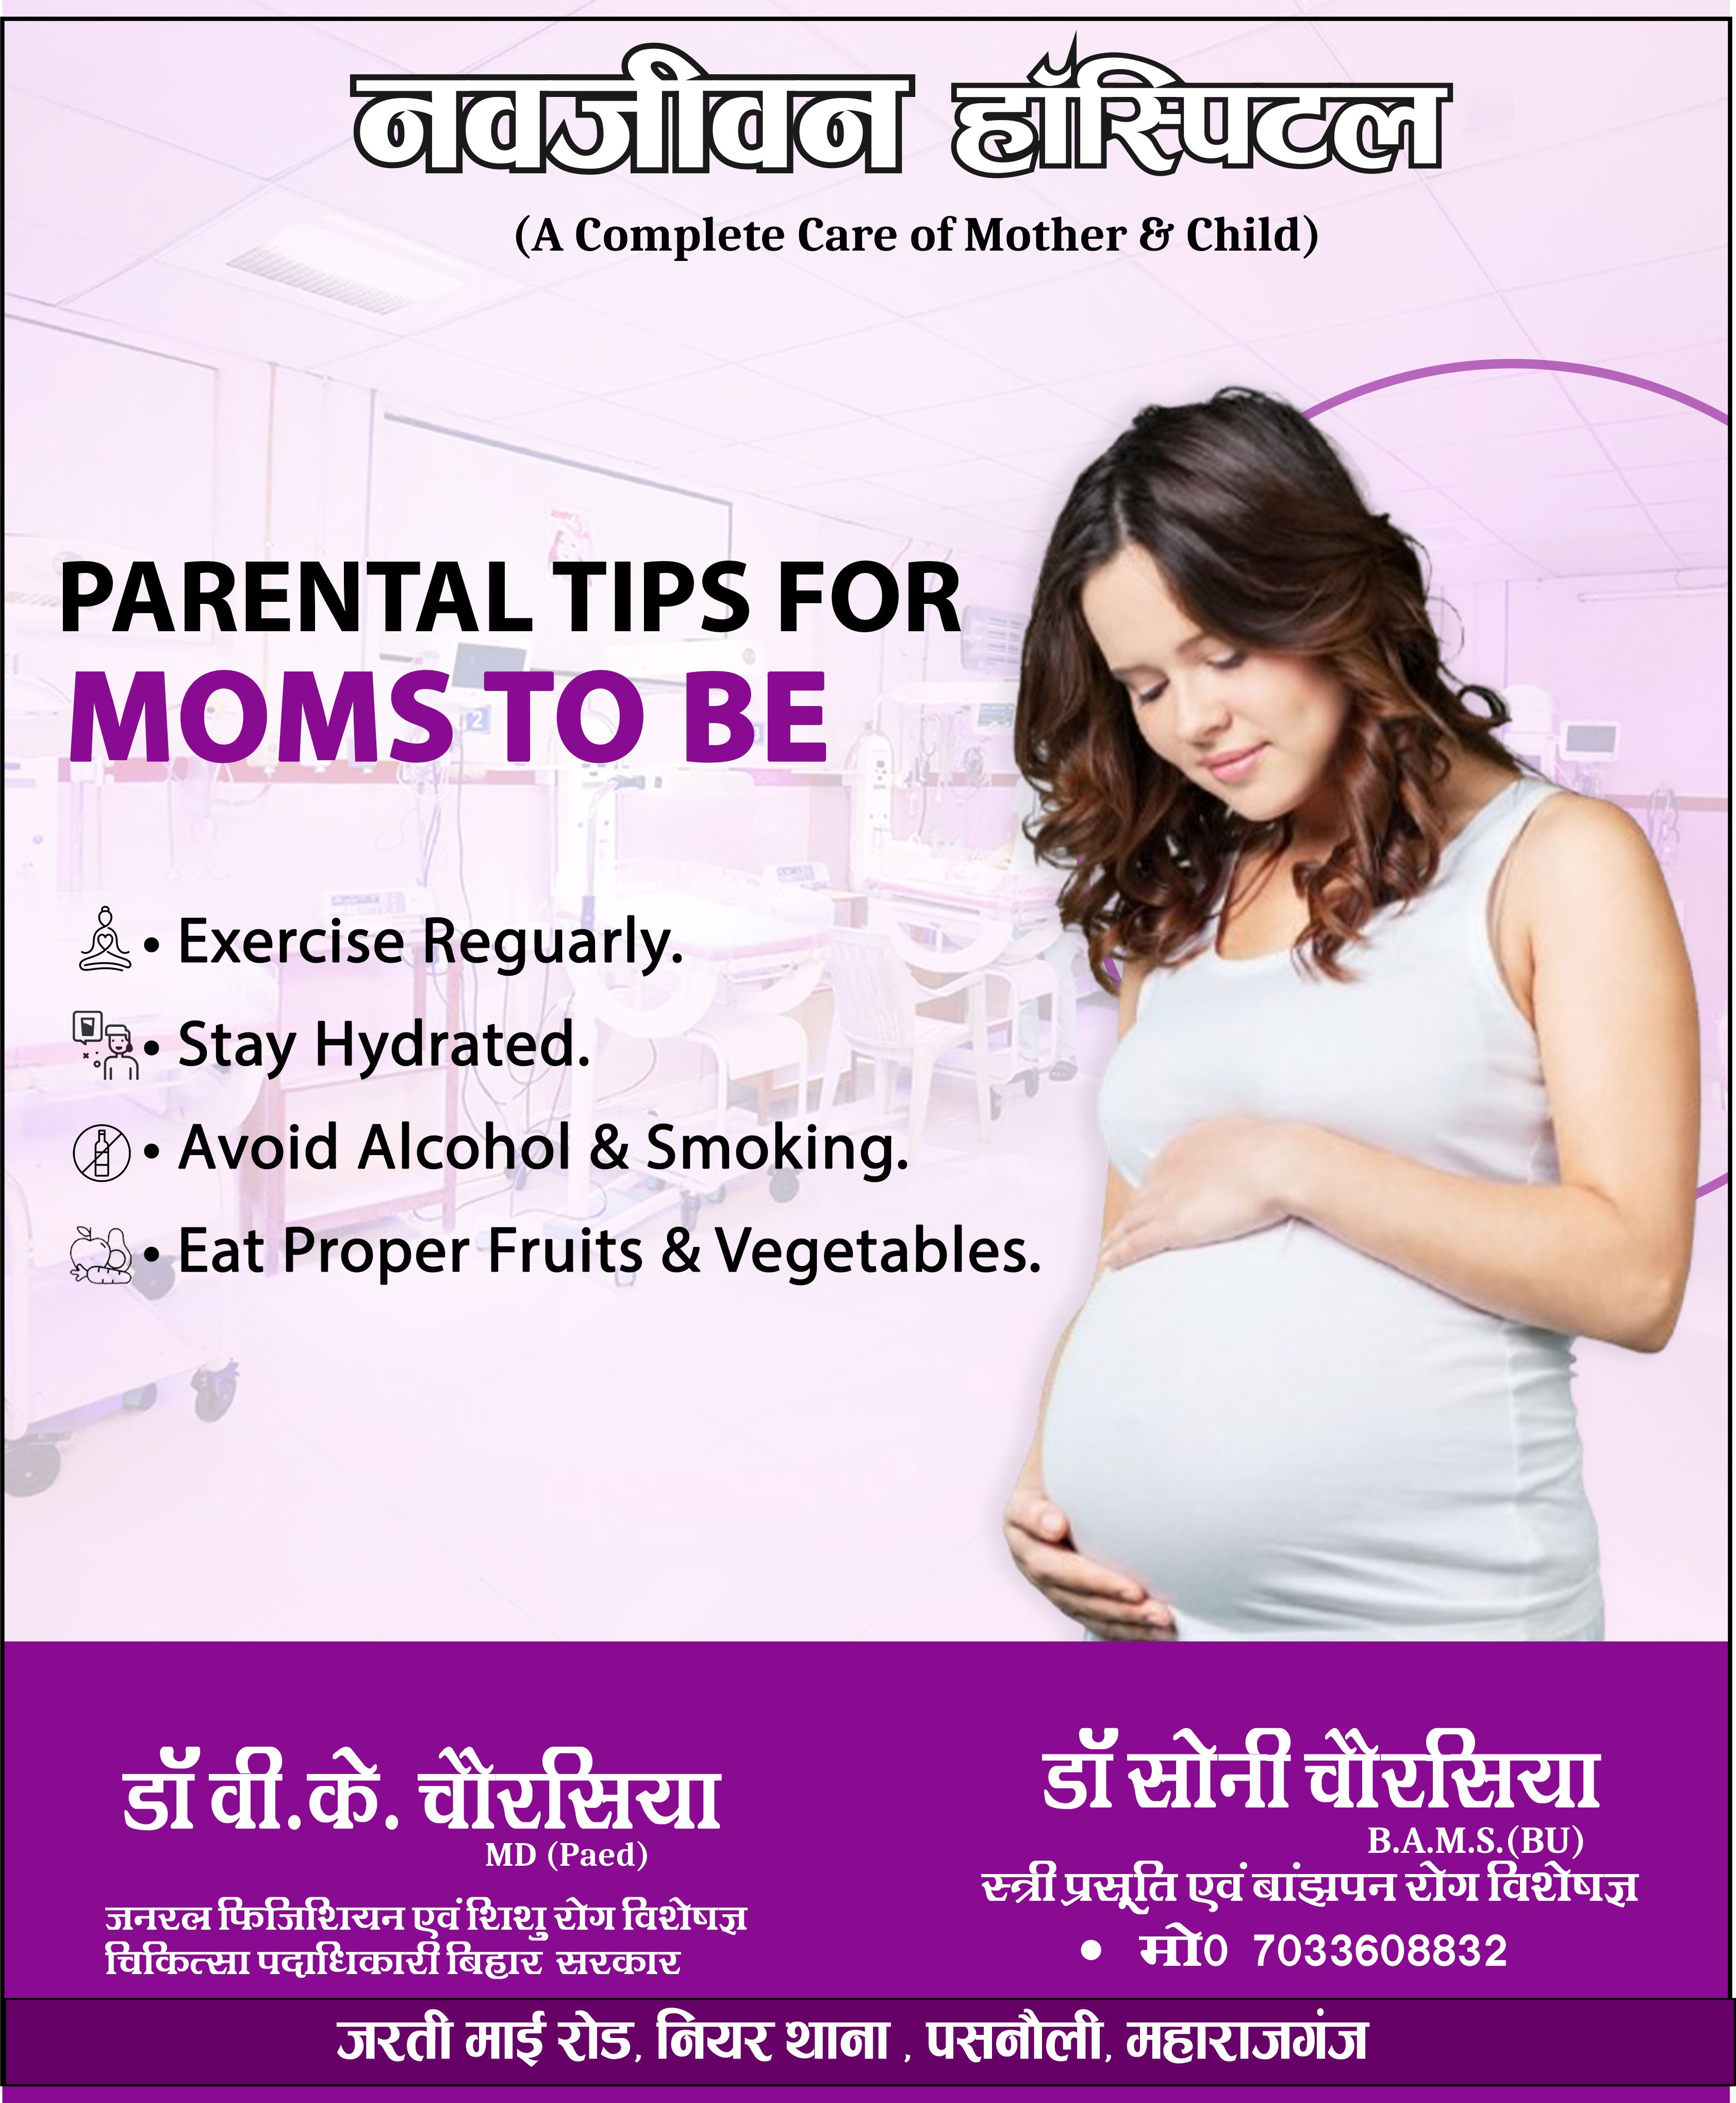 नवजीवन हॉस्पिटल
(A Complete Care of Mother & Child)
PARENTAL TIPS FOR
MOMS TO BE
• Exercise Reguarly.
• Stay Hydrated.
• Avoid Alcohol & Smoking.
• Eat Proper Fruits & Vegetables.
डॉ वी.के. चौरसिया
MD (Paed)
जनरल फिजिशियन एवं शिशु रोग विशेषज्ञ
चिकित्सा पदाधिकारी बिहार सरकार
डॉ सोनी चौरसिया
B.A.M.S.(BU)
स्त्री प्रसूति एवं बांझपन रोग विशेषज्ञ
• मो0 7033608832
जरती माई रोड, नियर थाना , पसनौली, महाराजगंज